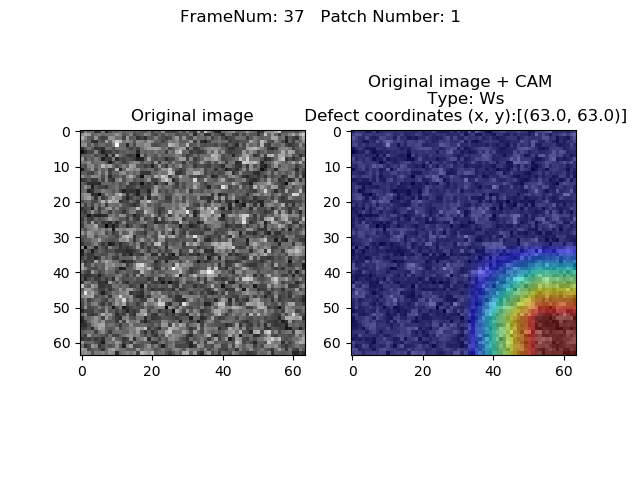 FrameNum: 37   Patch Number: 1
Original image + CAM
Type: Ws
Original image
Defect coordinates (x, y):[(63.0, 63.0)]
0
10
20
30
40
50
60
0 20 40 60
0
10
20
30
40
50
60
0 20 40 60